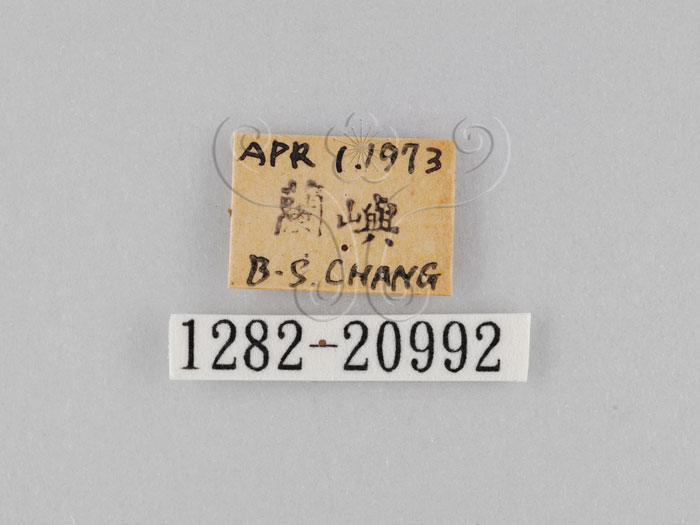 APR 1.1973
蘭嶼
B-S. CHANG
1282-20992